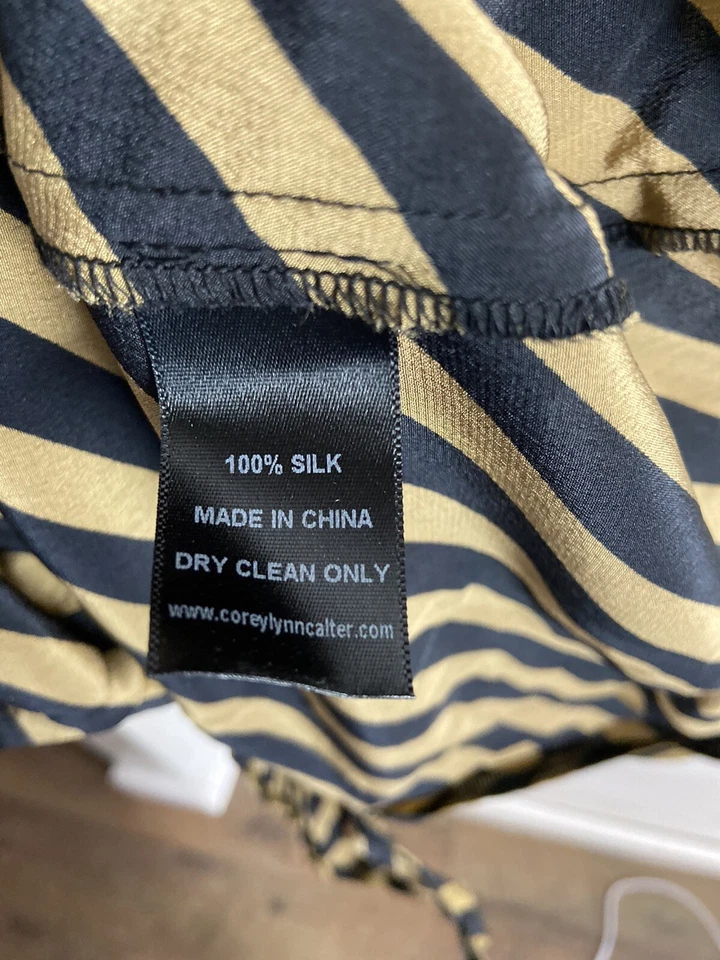 100% SILK
MADE IN CHINA
DRY CLEAN ONLY
www.coreylynncalter.com